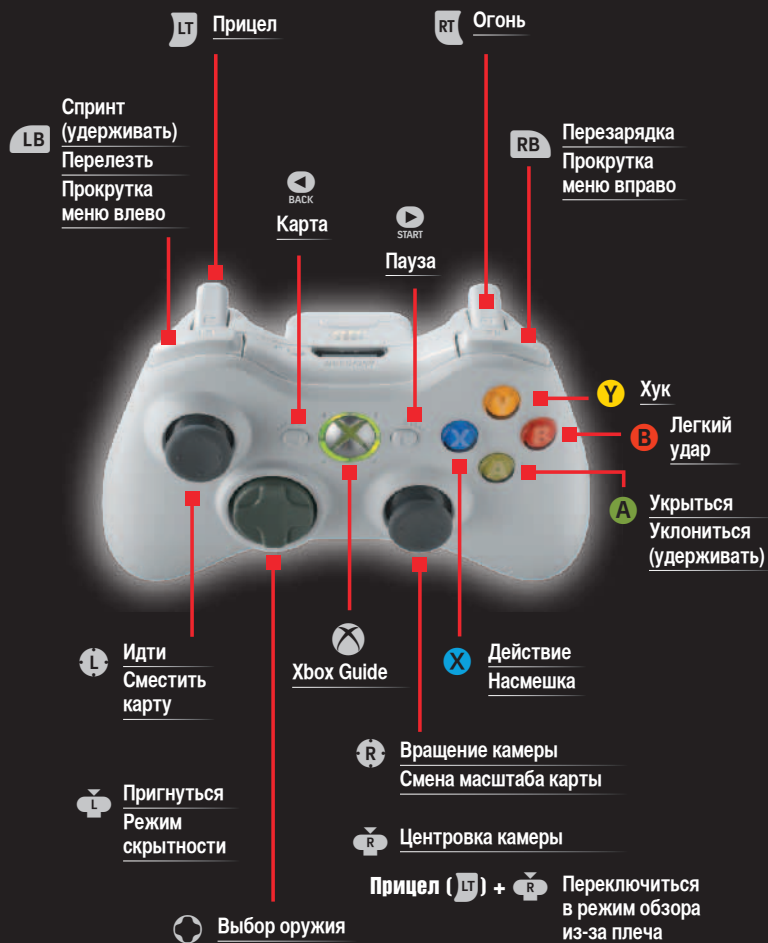 LT Прицел
RT Огонь
LB
Спринт
(удерживать)
Перелезть
Прокрутка
меню влево
RB
Перезарядка
Прокрутка
меню вправо
BACK
Карта
START
Пауза
Y Хук
B Легкий
удар
A Укрыться
Уклониться
(удерживать)
Y
X
B
A
L Идти
Сместить
карту
Xbox Guide
X Действие
Насмешка
R Вращение камеры
Смена масштаба карты
L Пригнуться
Режим
скрытности
R Центровка камеры
Прицел (LT) + R Переключиться
в режим обзора
из-за плеча
Выбор оружия